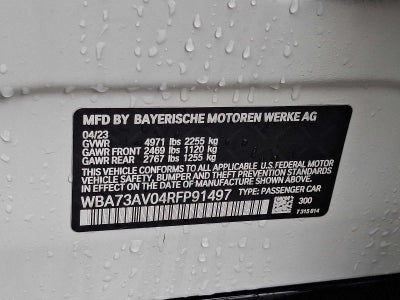 MFD BY BAYERISCHE MOTOREN WERKE AG
04/23
GVWR 4971 lbs 2255 kg
GAWR FRONT 2469 lbs 1120 kg
GAWR REAR 2767 lbs 1255 kg
THIS VEHICLE CONFORMS TO ALL APPLICABLE U.S. FEDERAL MOTOR
VEHICLE SAFETY, BUMPER, AND THEFT PREVENTION STANDARDS
IN EFFECT ON THE DATE OF MANUFACTURE SHOWN ABOVE.
WBA73AV04RFP91497 TYPE: PASSENGER CAR
300
7315614